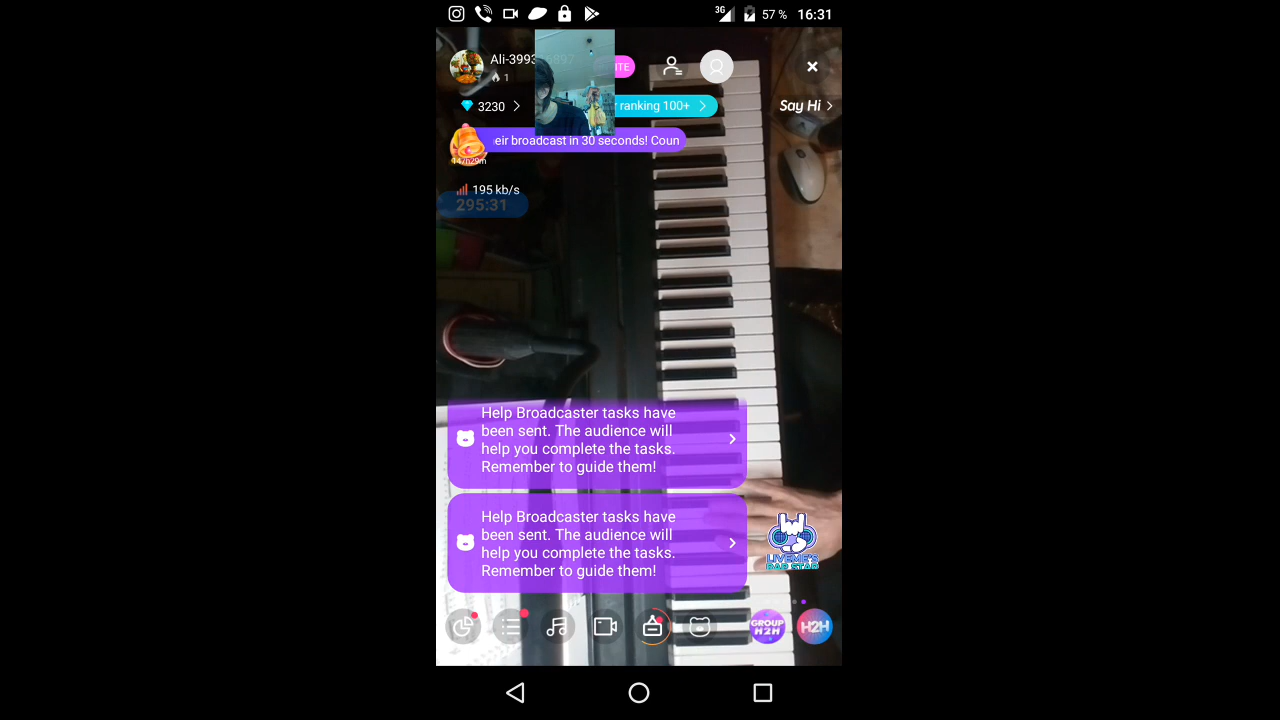 3G 57 % 16:31
Ali-3993
1
3230
ranking 100+
Say Hi
eir broadcast in 30 seconds! Coun
195 kb/s
295:31
Help Broadcaster tasks have
been sent. The audience will
help you complete the tasks.
Remember to guide them!
Help Broadcaster tasks have
been sent. The audience will
help you complete the tasks.
Remember to guide them!
LIVEME'S
RAP STAR
GROUP
H2H
H2H